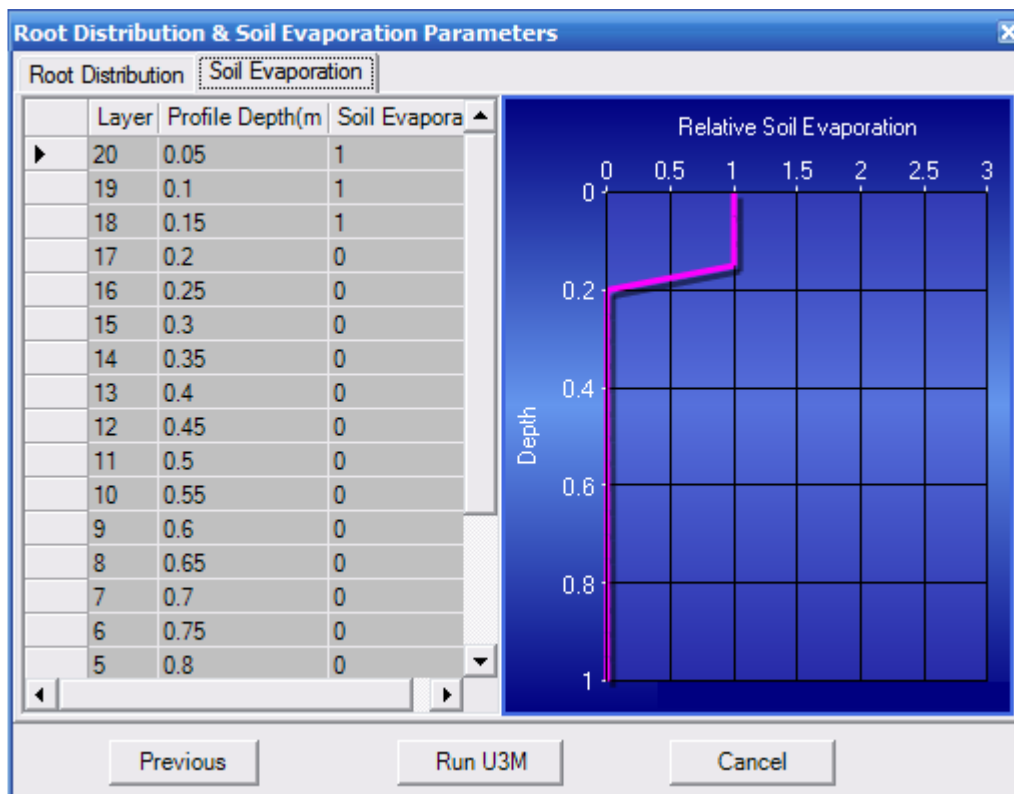 Root Distribution & Soil Evaporation Parameters
Root Distribution Soil Evaporation
Layer Profile Depth(m Soil Evapora
20 0.05 1
19 0.1 1
18 0.15 1
17 0.2 0
16 0.25 0
15 0.3 0
14 0.35 0
13 0.4 0
12 0.45 0
11 0.5 0
10 0.55 0
9 0.6 0
8 0.65 0
7 0.7 0
6 0.75 0
5 0.8 0
Relative Soil Evaporation
0 0.5 1 1.5 2 2.5 3
0
0.2
0.4
Depth
0.6
0.8
1
Previous Run U3M Cancel